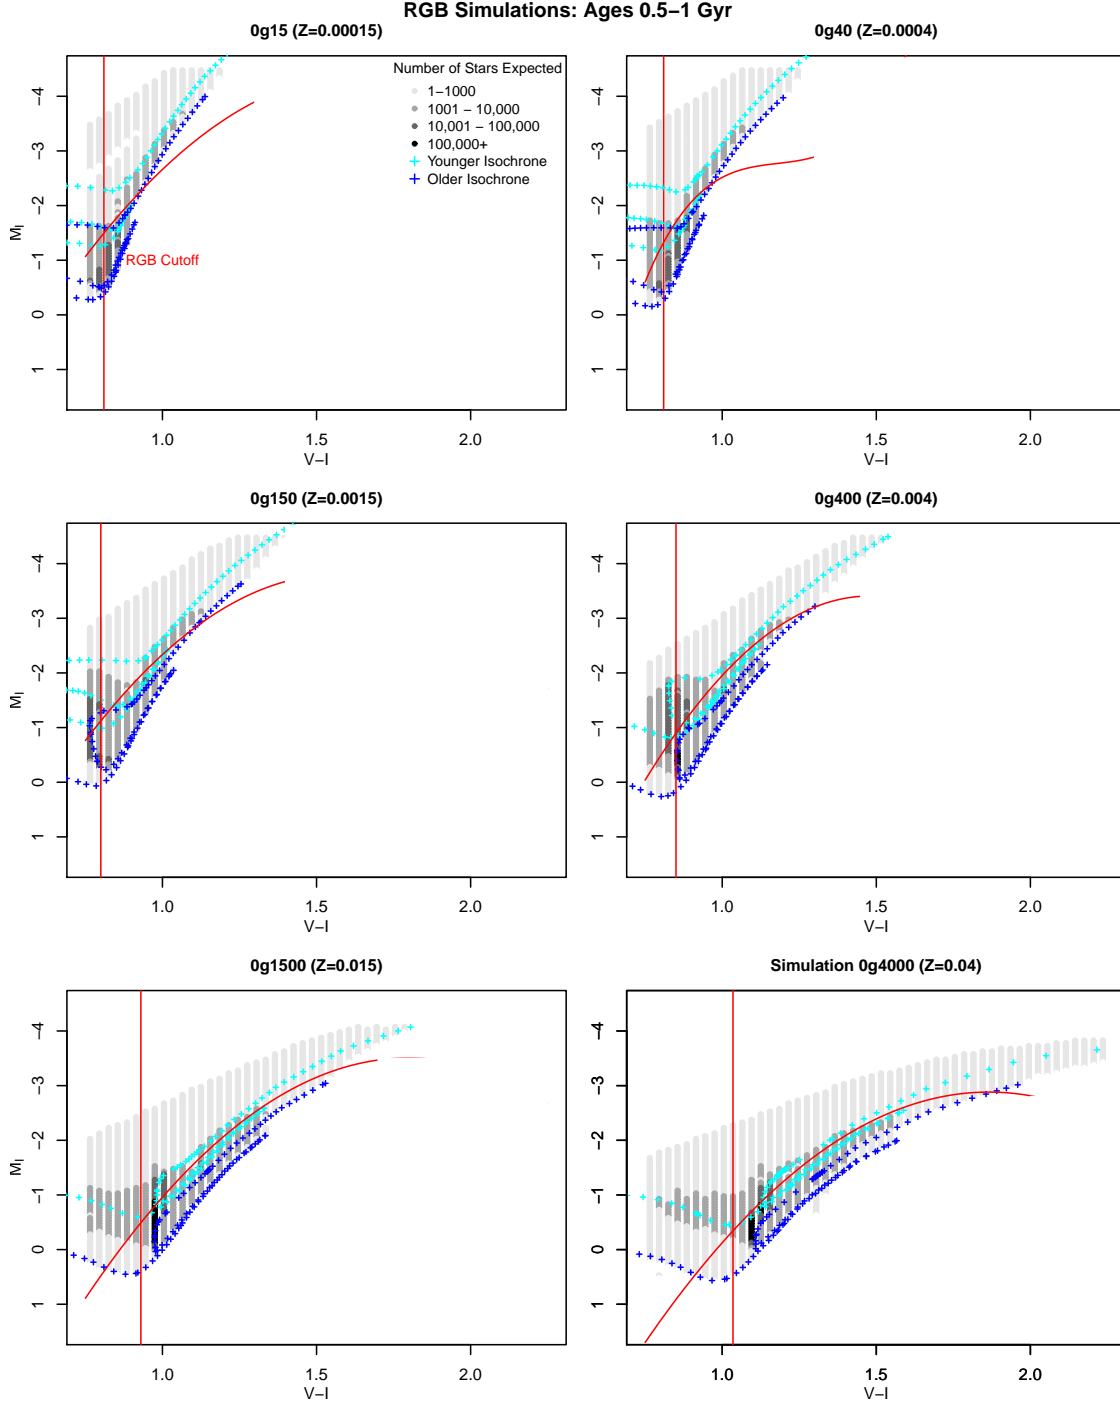 RGB Simulations: Ages 0.5−1 Gyr
0g15 (Z=0.00015)
Number of Stars Expected
1−1000
1001 − 10,000
10,001 − 100,000
100,000+
Younger Isochrone
Older Isochrone
RGB Cutoff
−4
−3
−2
−1
0
1
M_I
1.0
1.5
2.0
V−I
0g40 (Z=0.0004)
−4
−3
−2
−1
0
1
1.0
1.5
2.0
V−I
0g150 (Z=0.0015)
−4
−3
−2
−1
0
1
M_I
1.0
1.5
2.0
V−I
0g400 (Z=0.004)
−4
−3
−2
−1
0
1
1.0
1.5
2.0
V−I
0g1500 (Z=0.015)
−4
−3
−2
−1
0
1
M_I
1.0
1.5
2.0
V−I
Simulation 0g4000 (Z=0.04)
−4
−3
−2
−1
0
1
1.0
1.5
2.0
V−I